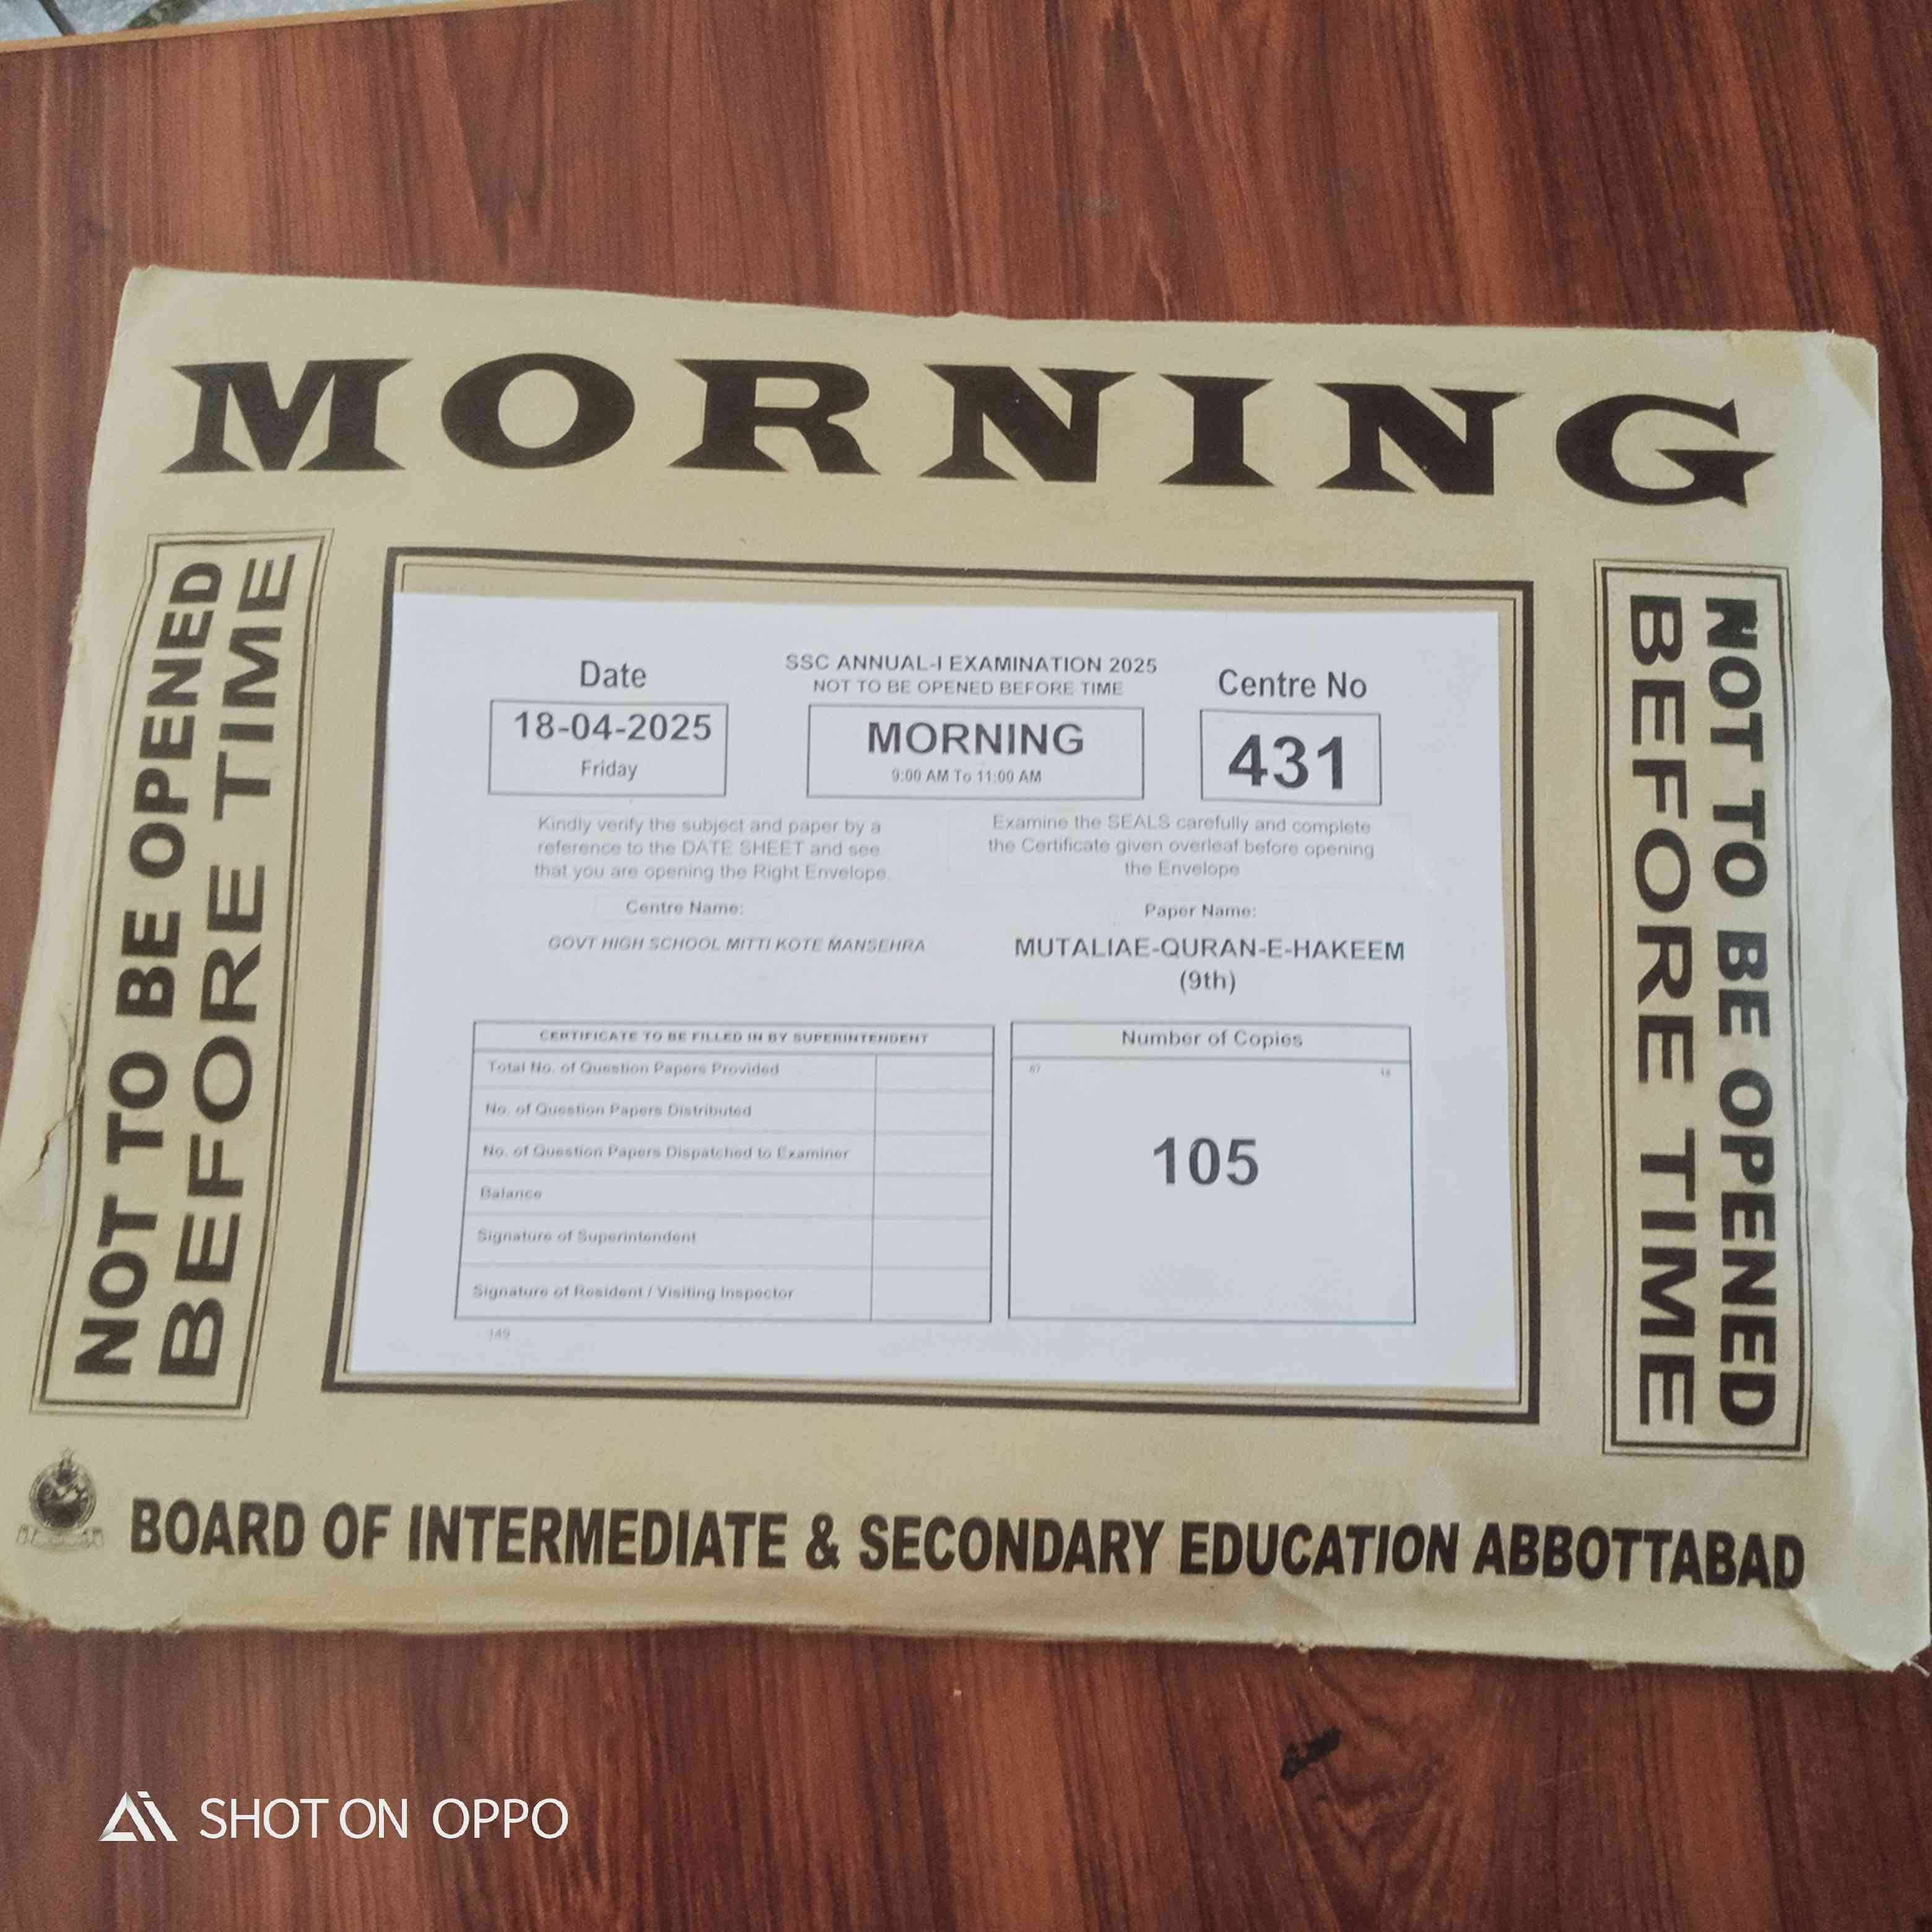 MORNING
NOT TO BE OPENED
BEFORE TIME
Date
18-04-2025
Friday
SSC ANNUAL-I EXAMINATION 2025
NOT TO BE OPENED BEFORE TIME
MORNING
9:00 AM To 11:00 AM
Centre No
431
Kindly verify the subject and paper by a
reference to the DATE SHEET and see
that you are opening the Right Envelope.
Examine the SEALS carefully and complete
the Certificate given overleaf before opening
the Envelope
Centre Name:
GOVT HIGH SCHOOL MITTI KOTE MANSEHRA
Paper Name:
MUTALIAE-QURAN-E-HAKEEM
(9th)
CERTIFICATE TO BE FILLED IN BY SUPERINTENDENT
Total No. of Question Papers Provided
No. of Question Papers Distributed
No. of Question Papers Dispatched to Examiner
Balance
Signature of Superintendent
Signature of Resident / Visiting Inspector
149
Number of Copies
105
NOT TO BE OPENED
BEFORE TIME
BOARD OF INTERMEDIATE & SECONDARY EDUCATION ABBOTTABAD
SHOT ON OPPO